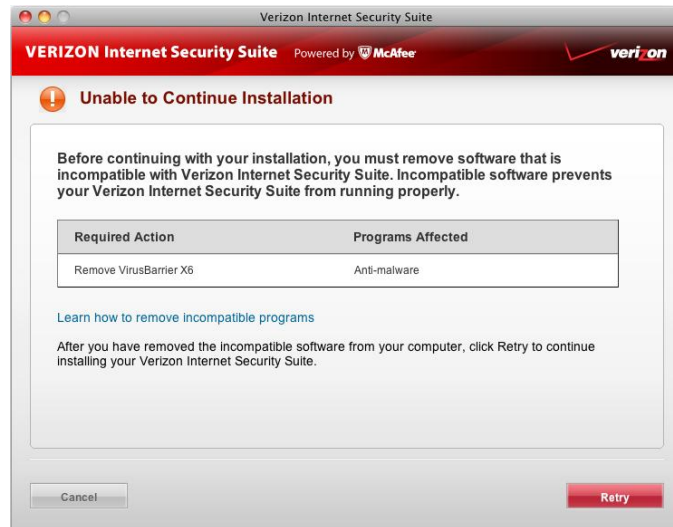 Verizon Internet Security Suite
VERIZON Internet Security Suite Powered by McAfee verizon
Unable to Continue Installation
Before continuing with your installation, you must remove software that is
incompatible with Verizon Internet Security Suite. Incompatible software prevents
your Verizon Internet Security Suite from running properly.
Required Action Programs Affected
Remove VirusBarrier X6 Anti-malware
Learn how to remove incompatible programs
After you have removed the incompatible software from your computer, click Retry to continue
installing your Verizon Internet Security Suite.
Cancel Retry